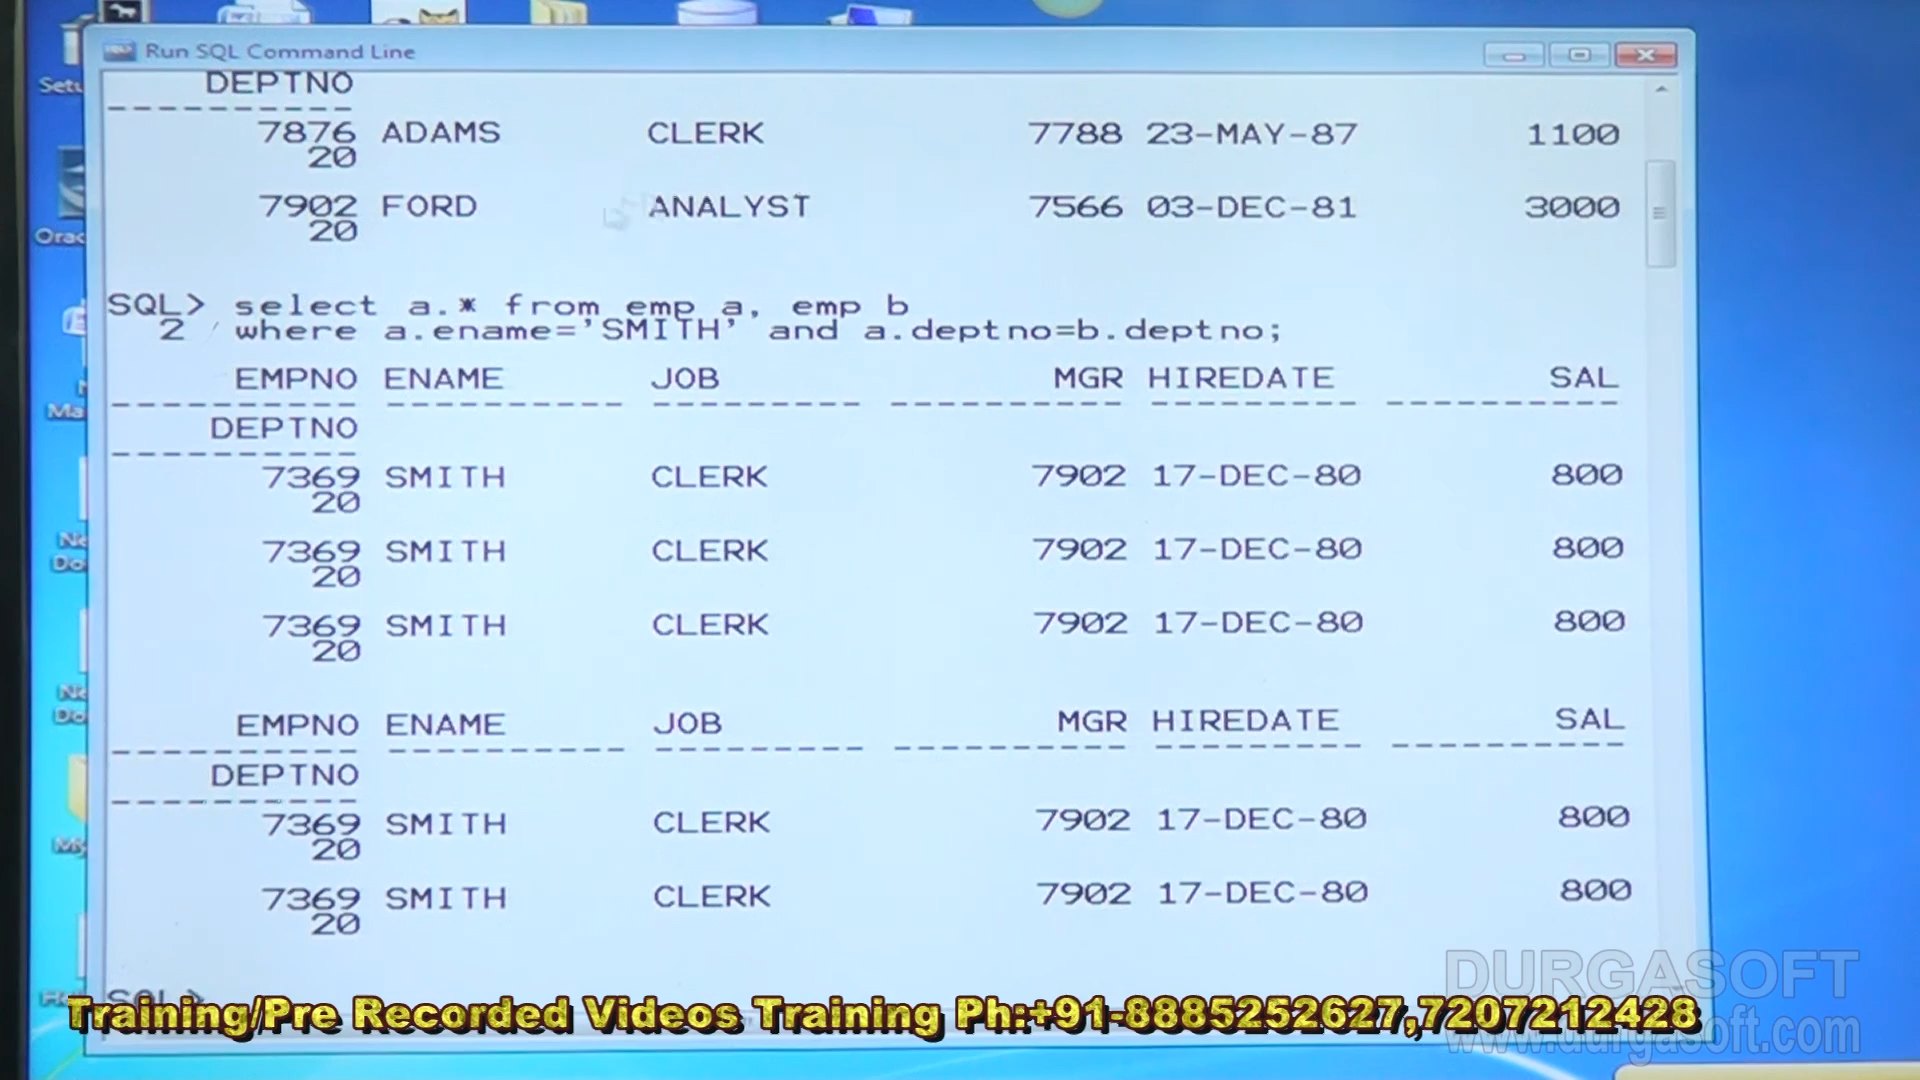 Run SQL Command Line
DEPTNO
----------
7876 ADAMS CLERK 7788 23-MAY-87 1100
20
7902 FORD ANALYST 7566 03-DEC-81 3000
20
SQL> select a.* from emp a, emp b
2 where a.ename='SMITH' and a.deptno=b.deptno;
EMPNO ENAME JOB MGR HIREDATE SAL
---------- ---------- --------- ---------- --------- ----------
DEPTNO
----------
7369 SMITH CLERK 7902 17-DEC-80 800
20
7369 SMITH CLERK 7902 17-DEC-80 800
20
7369 SMITH CLERK 7902 17-DEC-80 800
20
EMPNO ENAME JOB MGR HIREDATE SAL
---------- ---------- --------- ---------- --------- ----------
DEPTNO
----------
7369 SMITH CLERK 7902 17-DEC-80 800
20
7369 SMITH CLERK 7902 17-DEC-80 800
20
SQL>
Training/Pre Recorded Videos Training Ph:+91-8885252627,7207212428
DURGASOFT
www.durgasoft.com